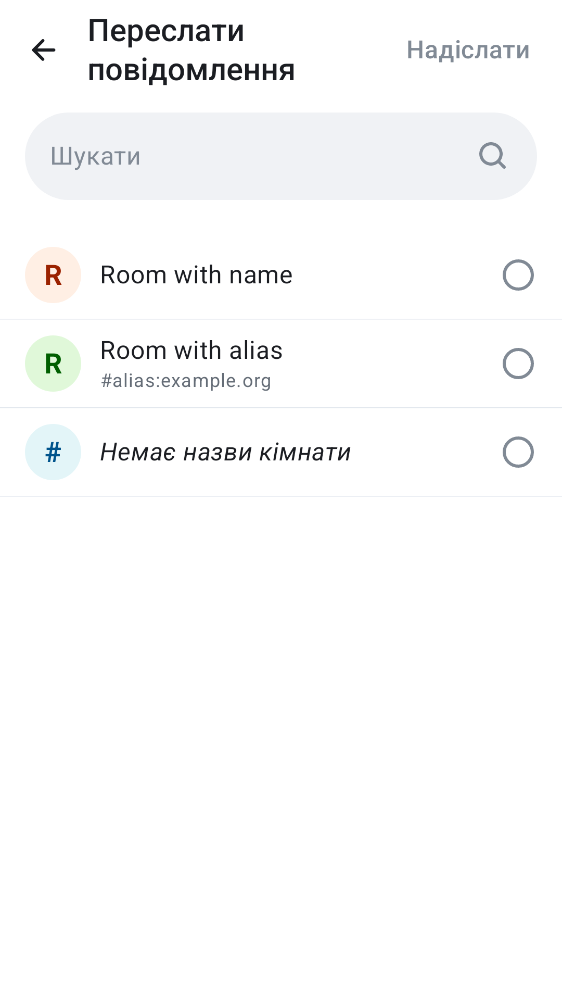 Переслати
повідомлення
Надіслати
Шукати
R
Room with name
R
Room with alias
#alias:example.org
#
Немає назви кімнати